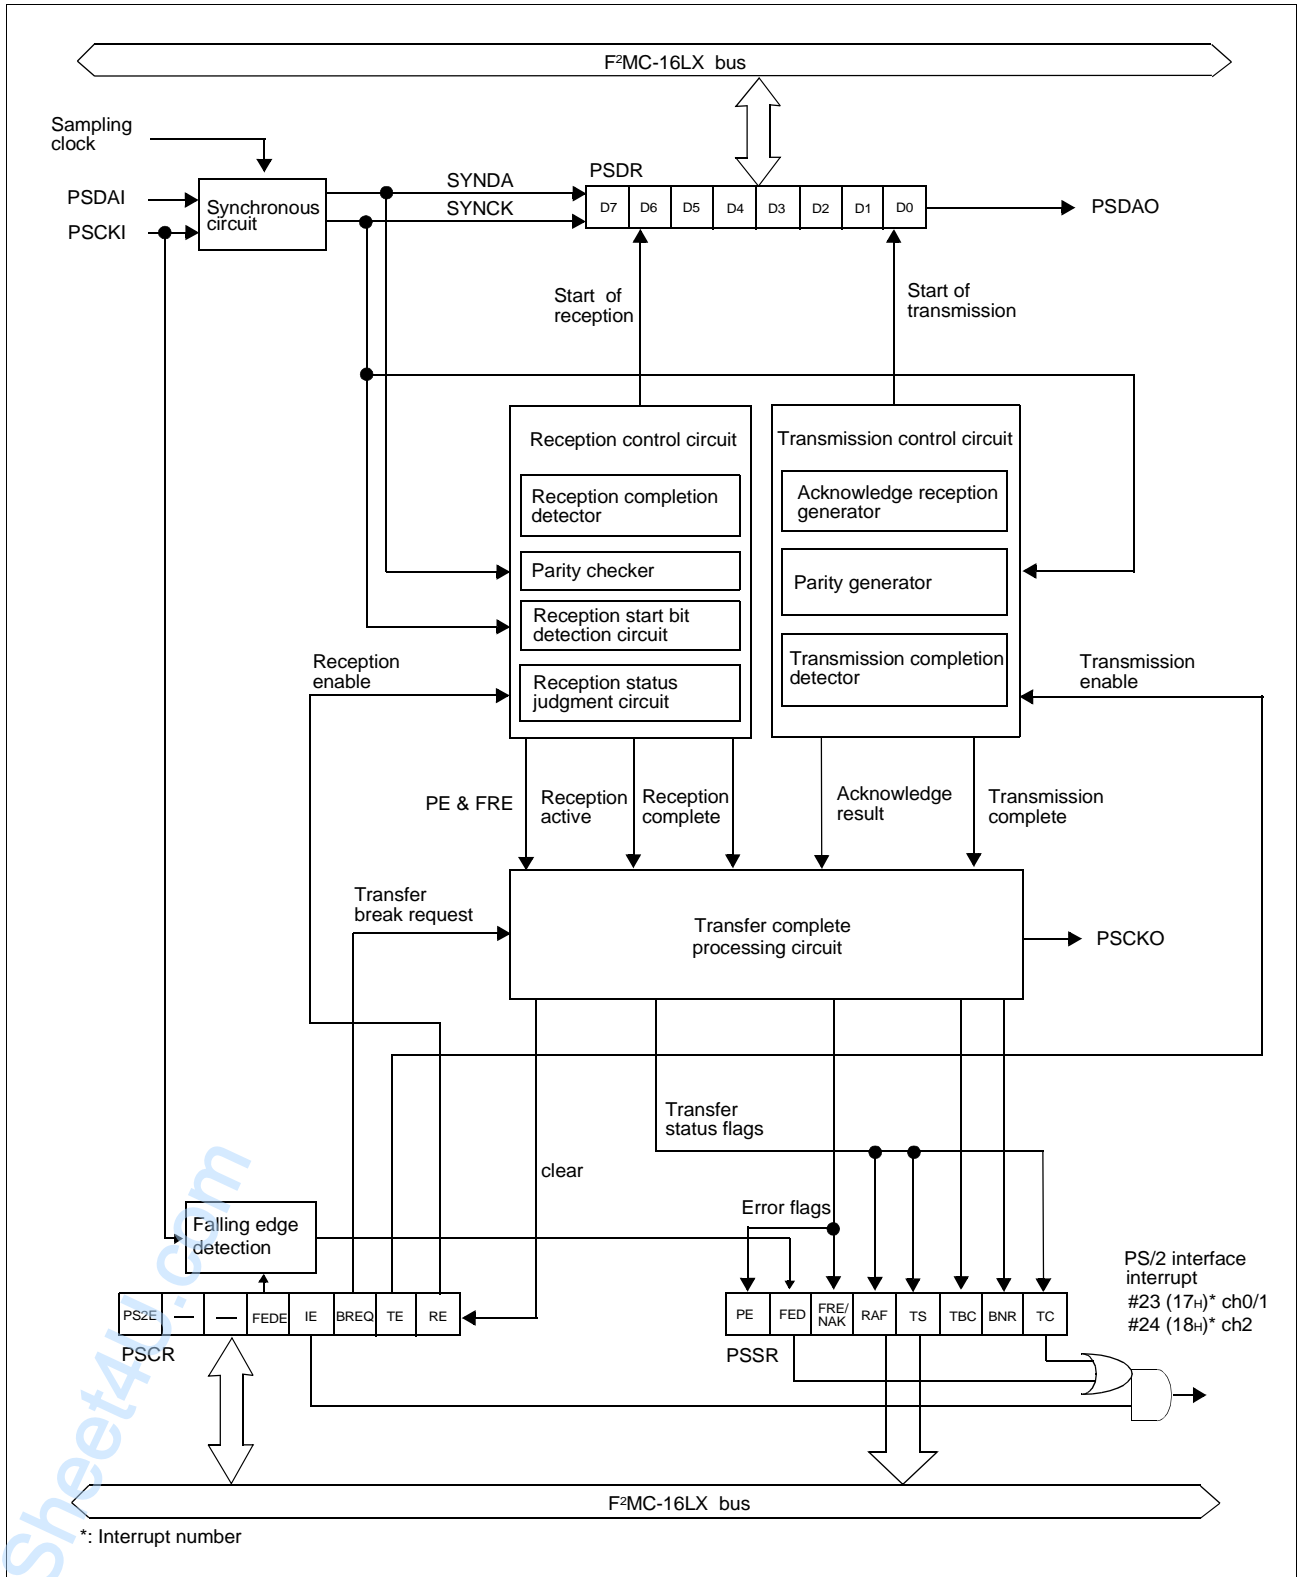 F²MC-16LX bus
Sampling
clock
PSDAI
PSCKI
Synchronous
circuit
SYNDA
SYNCK
PSDR
D7 D6 D5 D4 D3 D2 D1 D0
PSDAO
Start of
reception
Start of
transmission
Reception control circuit
Reception completion
detector
Parity checker
Reception start bit
detection circuit
Reception status
judgment circuit
Transmission control circuit
Acknowledge reception
generator
Parity generator
Transmission completion
detector
Reception
enable
Transmission
enable
PE & FRE
Reception
active
Reception
complete
Acknowledge
result
Transmission
complete
Transfer
break request
Transfer complete
processing circuit
PSCKO
Transfer
status flags
clear
Error flags
Falling edge
detection
PS2E — — FEDE IE BREQ TE RE
PSCR
PE FED FRE/NAK RAF TS TBC BNR TC
PSSR
PS/2 interface
interrupt
#23 (17H)* ch0/1
#24 (18H)* ch2
F²MC-16LX bus
*: Interrupt number
Sheet4U.com